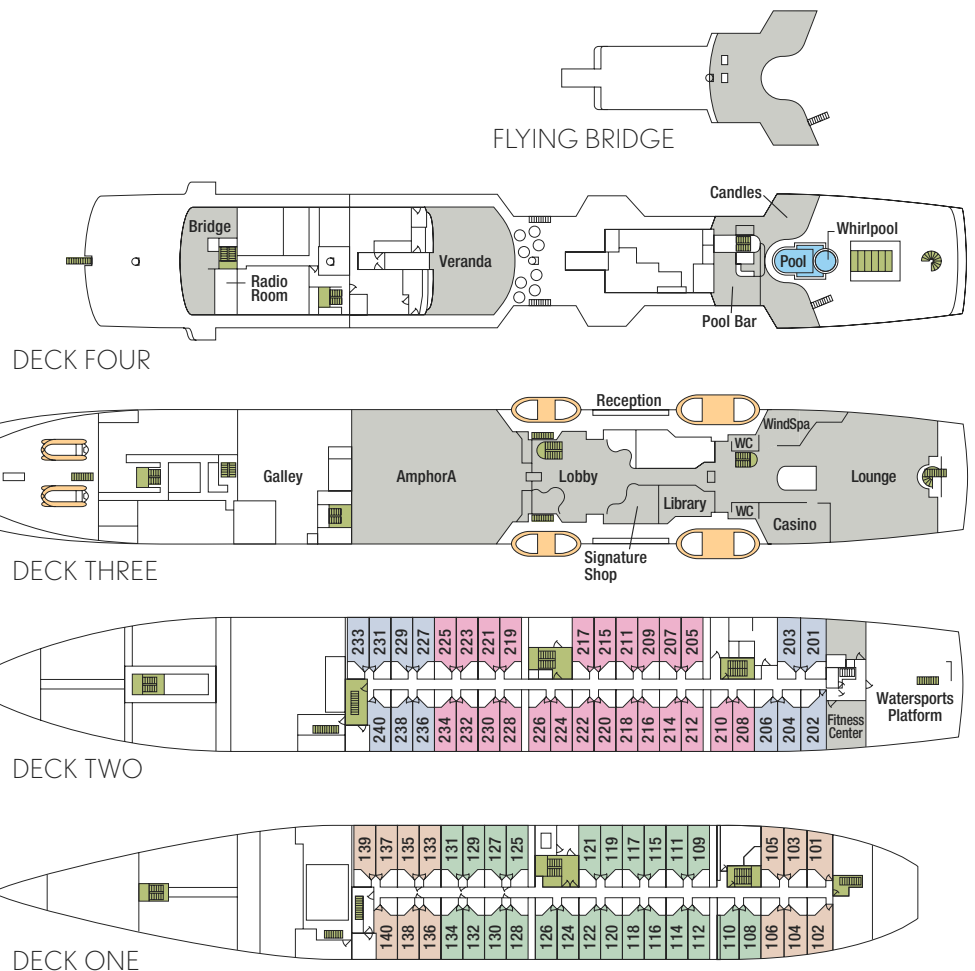 FLYING BRIDGE
Candles
Whirlpool
Bridge
Veranda
Pool
Radio
Room
Pool Bar
DECK FOUR
Reception
WindSpa
WC
Galley
AmphorA
Lobby
Lounge
Library
WC
Casino
Signature
Shop
DECK THREE
233 231 229 227 225 223 221 219 217 215 211 209 207 205 203 201
Watersports
Platform
240 238 236 234 232 230 228 226 224 222 220 218 216 214 212 210 208 206 204 202
Fitness
Center
DECK TWO
139 137 135 133 131 129 127 125 121 119 117 115 111 109 105 103 101
140 138 136 134 132 130 128 126 124 122 120 118 116 114 112 110 108 106 104 102
DECK ONE